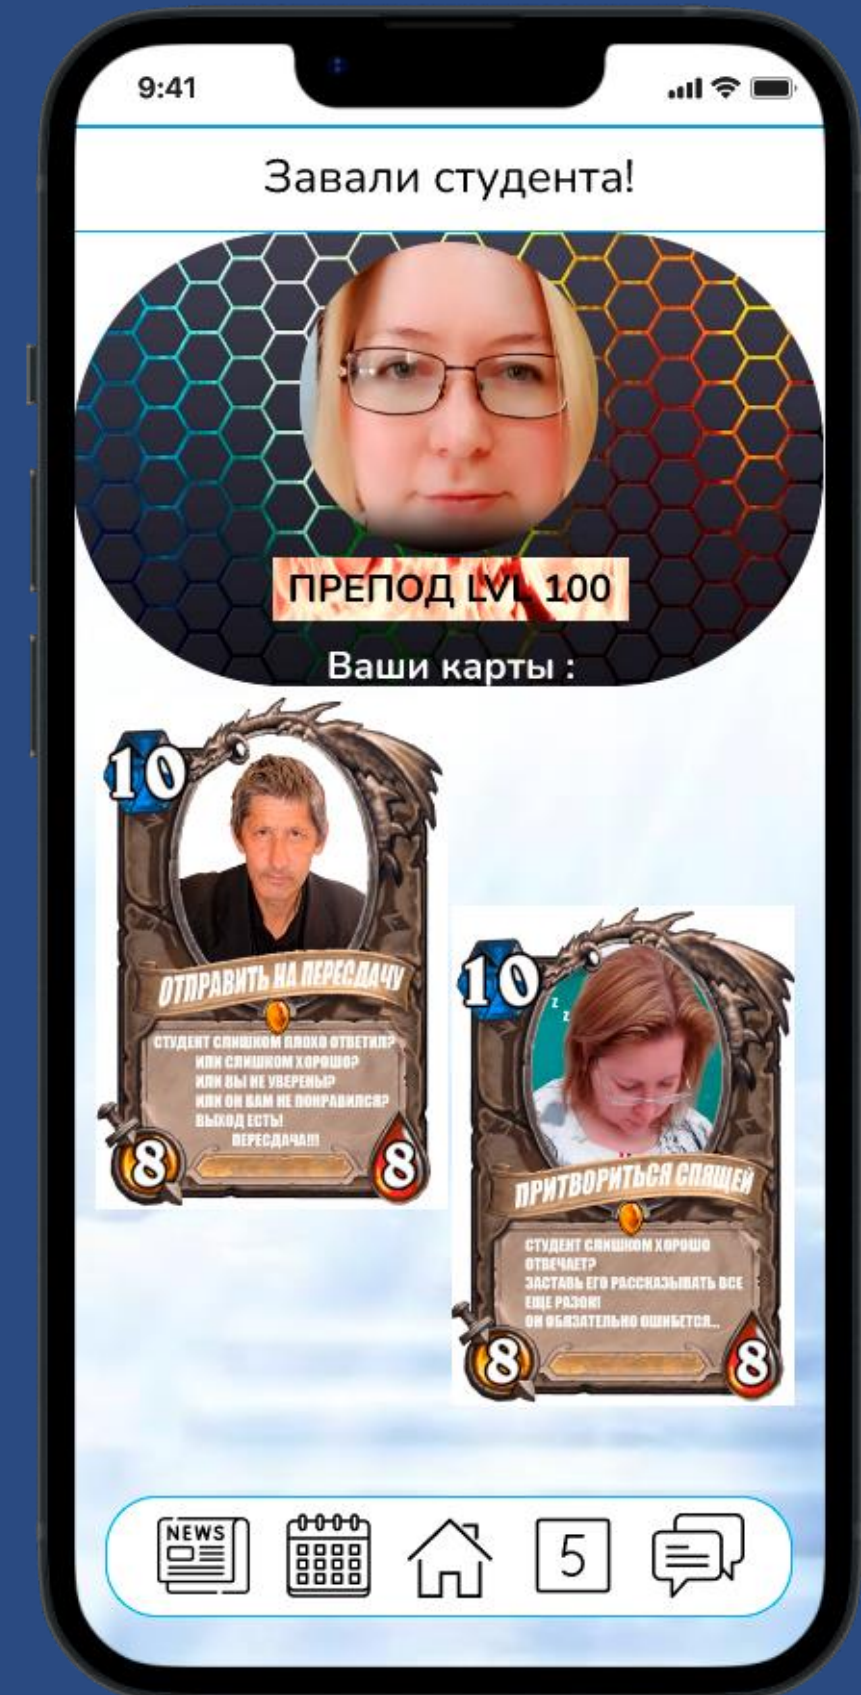 9:41
Завали студента!
ПРЕПОД LVL 100
Ваши карты :
10
ОТПРАВИТЬ НА ПЕРЕСДАЧУ
СТУДЕНТ СЛИШКОМ ПЛОХО ОТВЕТИЛ?
ИЛИ СЛИШКОМ ХОРОШО?
ИЛИ ВЫ НЕ УВЕРЕНЫ?
ИЛИ ОН ВАМ НЕ ПОНРАВИЛСЯ?
ВЫХОД ЕСТЬ!
ПЕРЕСДАЧА!!!
8
8
10
z
z
ПРИТВОРИТЬСЯ СПЯЩЕЙ
СТУДЕНТ СЛИШКОМ ХОРОШО
ОТВЕЧАЕТ?
ЗАСТАВЬ ЕГО РАССКАЗЫВАТЬ ВСЕ
ЕЩЕ РАЗОК!
ОН ОБЯЗАТЕЛЬНО ОШИБЕТСЯ...
8
8
NEWS
5